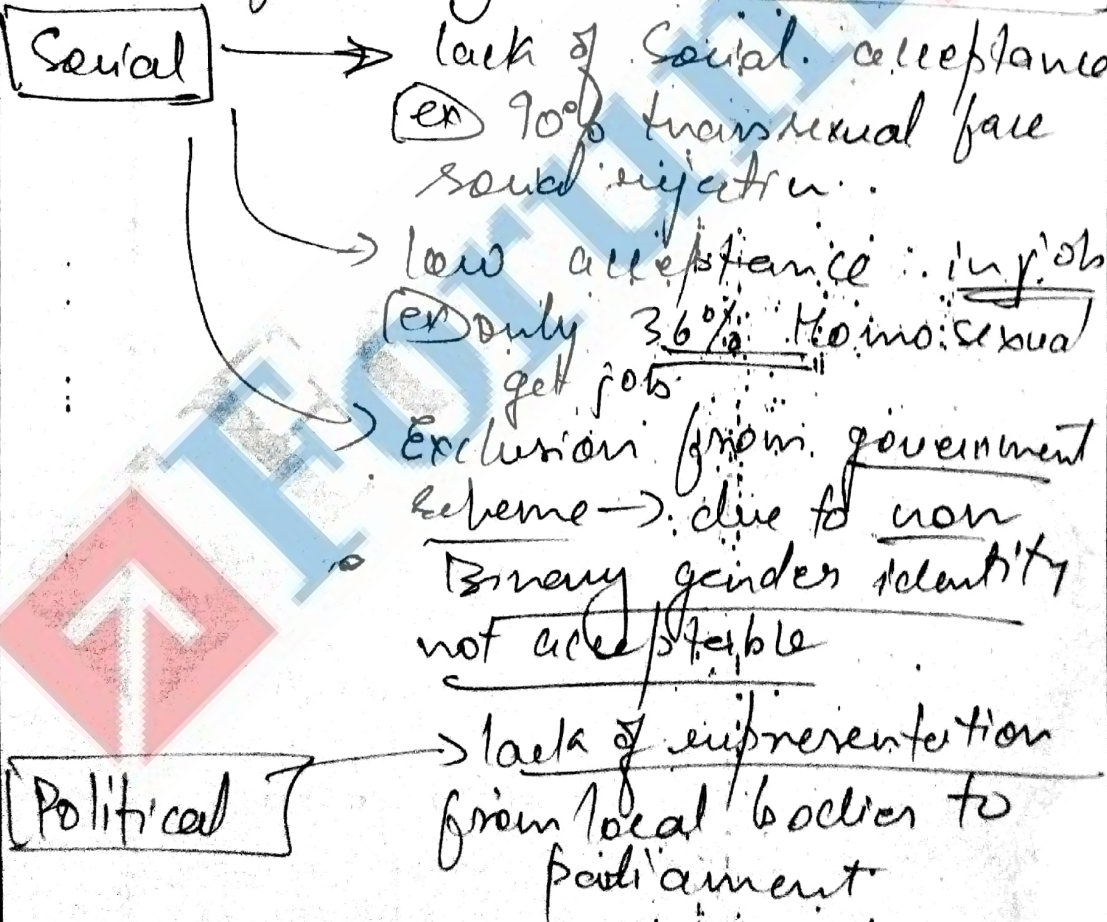 Social → lack of Social acceptance
(ex) 90% transexual face
social rejection.
→ low acceptance in job
(ex) only 36% Homosexual
get job
→ Exclusion from government
scheme → due to non
Binary gender identity
not acceptable
Political → lack of representation
from local bodies to
parliament
Forum